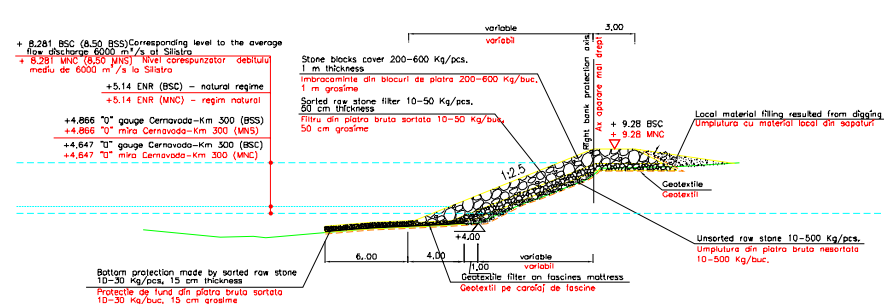 variable
variabil
3,00
+ 8.281 BSC (8.50 BSS)Corresponding level to the average
flow discharge 6000 m³/s at Silistra
+ 8.281 MNC (8,50 MNS) Nivel corespunzator debitului
mediu de 6000 m³/s la Silistra
+5.14 ENR (BSC) - natural regime
+5.14 ENR (MNC) - regim natural
+4,866 "0" gauge Cernavoda-Km 300 (BSS)
+4,866 "0" mira Cernavoda-Km 300 (MNS)
+4,647 "0" gauge Cernavoda-Km 300 (BSC)
+4,647 "0" mira Cernavoda-Km 300 (MNC)
Stone blocks cover 200-600 Kg/pcs.
1 m thickness
Imbracaminte din blocuri de piatra 200-600 Kg/buc.
1 m grosime
Sorted raw stone filter 10-50 Kg/pcs.
50 cm thickness
Filtru din piatra bruta sortata 10-50 Kg/buc.
50 cm grosime
Right bank protection axis
Ax aparare mal drept
+ 9.28 BSC
+ 9.28 MNC
Local material filling resulted from digging
Umplutura cu material local din sapaturi
1:2.5
Geotextile
Geotextil
+4.00
Unsorted raw stone 10-500 Kg/pcs.
Umplutura din piatra bruta nesortata
10-500 Kg/buc.
6,00
4,00
1,00
variable
variabil
Geotextile filter on fascines mattress
Geotextil pe caroiaj de fascine
Bottom protection made by sorted raw stone
10-30 Kg/pcs, 15 cm thickness
Protectie de fund din piatra bruta sortata
10-30 Kg/buc, 15 cm grosime